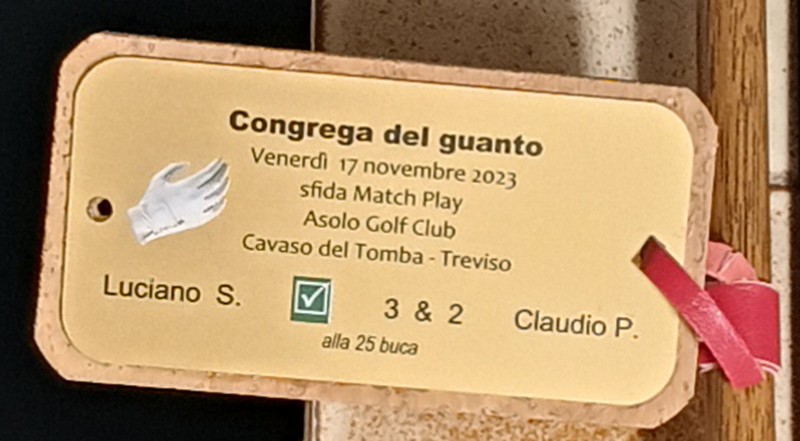 Congrega del guanto
Venerdì 17 novembre 2023
sfida Match Play
Asolo Golf Club
Cavaso del Tomba - Treviso
Luciano S. ☑ 3 & 2 Claudio P.
alla 25 buca